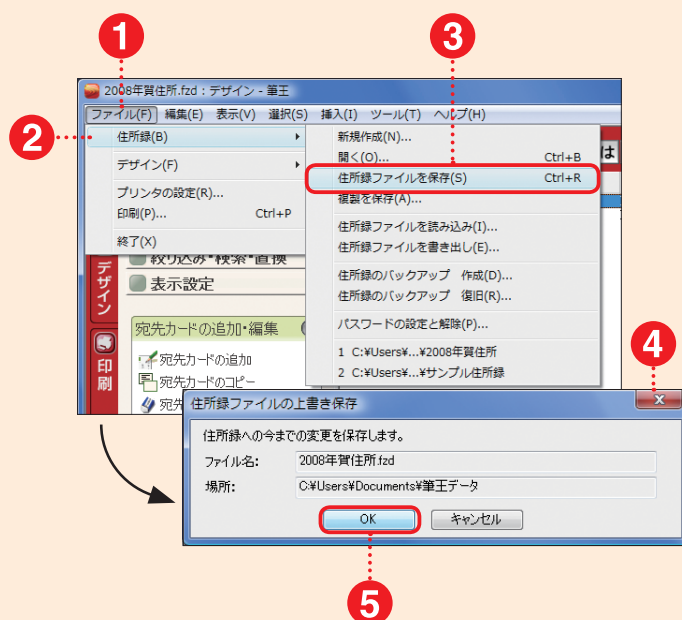 1
3
2008年賀住所.fzd：デザイン - 筆王
ファイル(F) 編集(E) 表示(V) 選択(S) 挿入(I) ツール(T) ヘルプ(H)
2
住所録(B)
デザイン(F)
プリンタの設定(R)...
印刷(P)... Ctrl+P
終了(X)
新規作成(N)...
開く(O)... Ctrl+B
住所録ファイルを保存(S) Ctrl+R
複製を保存(A)...
住所録ファイルを読み込み(I)...
住所録ファイルを書き出し(E)...
住所録のバックアップ 作成(D)...
住所録のバックアップ 復旧(R)...
パスワードの設定と解除(P)...
1 C:¥Users¥...¥2008年賀住所
2 C:¥Users¥...¥サンプル住所録
は
デザイン
印刷
絞り込み・検索・置換
表示設定
宛先カードの追加・編集
宛先カードの追加
宛先カードのコピー
宛先
4
住所録ファイルの上書き保存
住所録への今までの変更を保存します。
ファイル名: 2008年賀住所.fzd
場所: C:¥Users¥Documents¥筆王データ
OK キャンセル
5